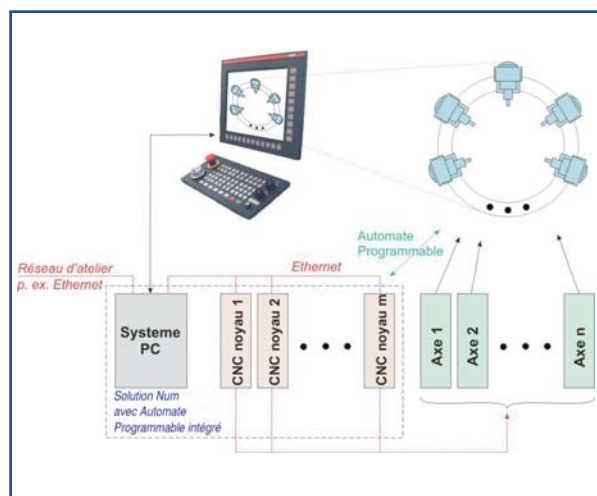 Automate
Programmable
Réseau d'atelier
p. ex. Ethernet
Ethernet
Systeme
PC
CNC noyau 1
CNC noyau 2
CNC noyau m
Axe 1
Axe 2
Axe n
Solution Num
avec Automate
Programmable intégré